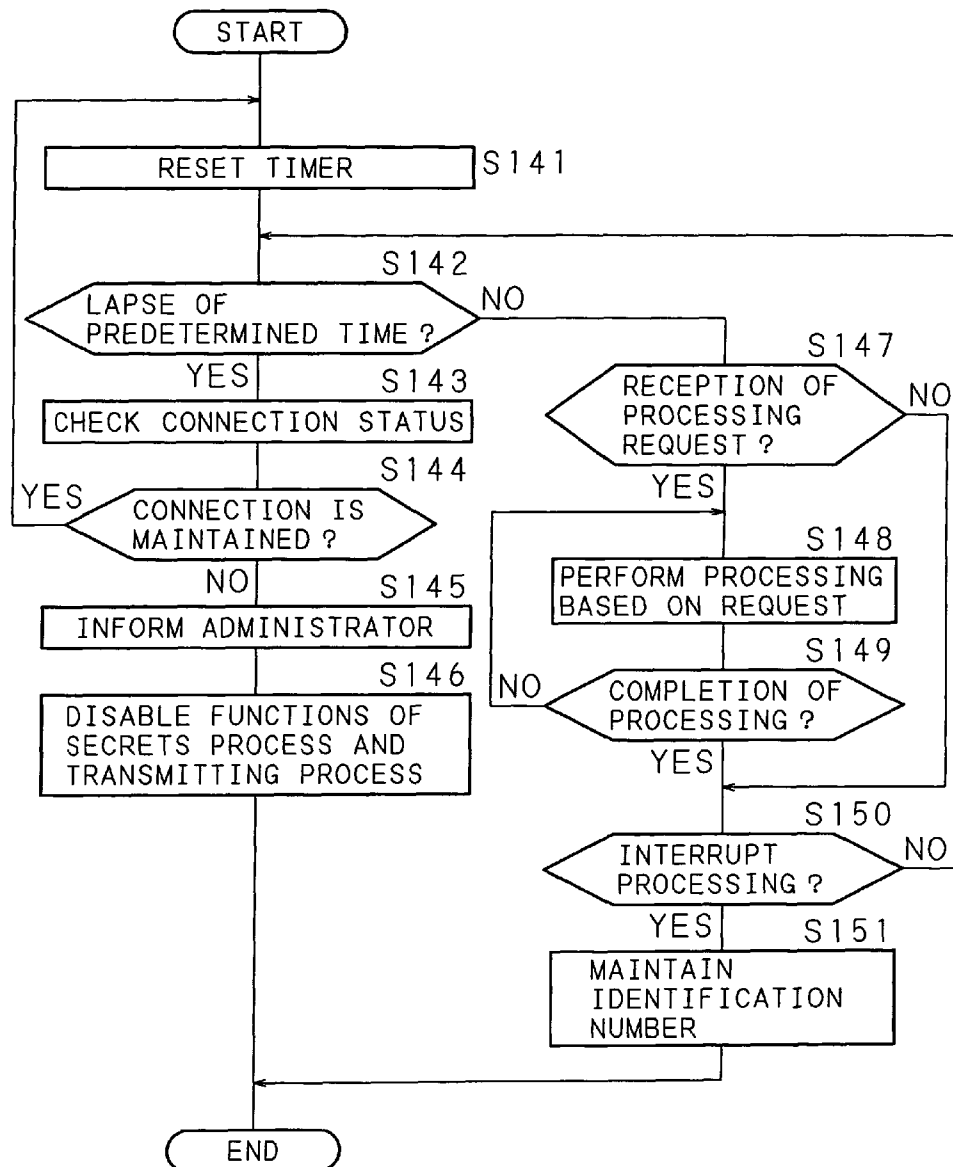 START
RESET TIMER
S141
S142
LAPSE OF
PREDETERMINED TIME?
NO
YES
S143
CHECK CONNECTION STATUS
S144
YES
CONNECTION IS
MAINTAINED?
NO
S145
INFORM ADMINISTRATOR
S146
DISABLE FUNCTIONS OF
SECRETS PROCESS AND
TRANSMITTING PROCESS
S147
RECEPTION OF
PROCESSING
REQUEST?
NO
YES
S148
PERFORM PROCESSING
BASED ON REQUEST
S149
NO
COMPLETION OF
PROCESSING?
YES
S150
INTERRUPT
PROCESSING?
NO
YES
S151
MAINTAIN
IDENTIFICATION
NUMBER
END